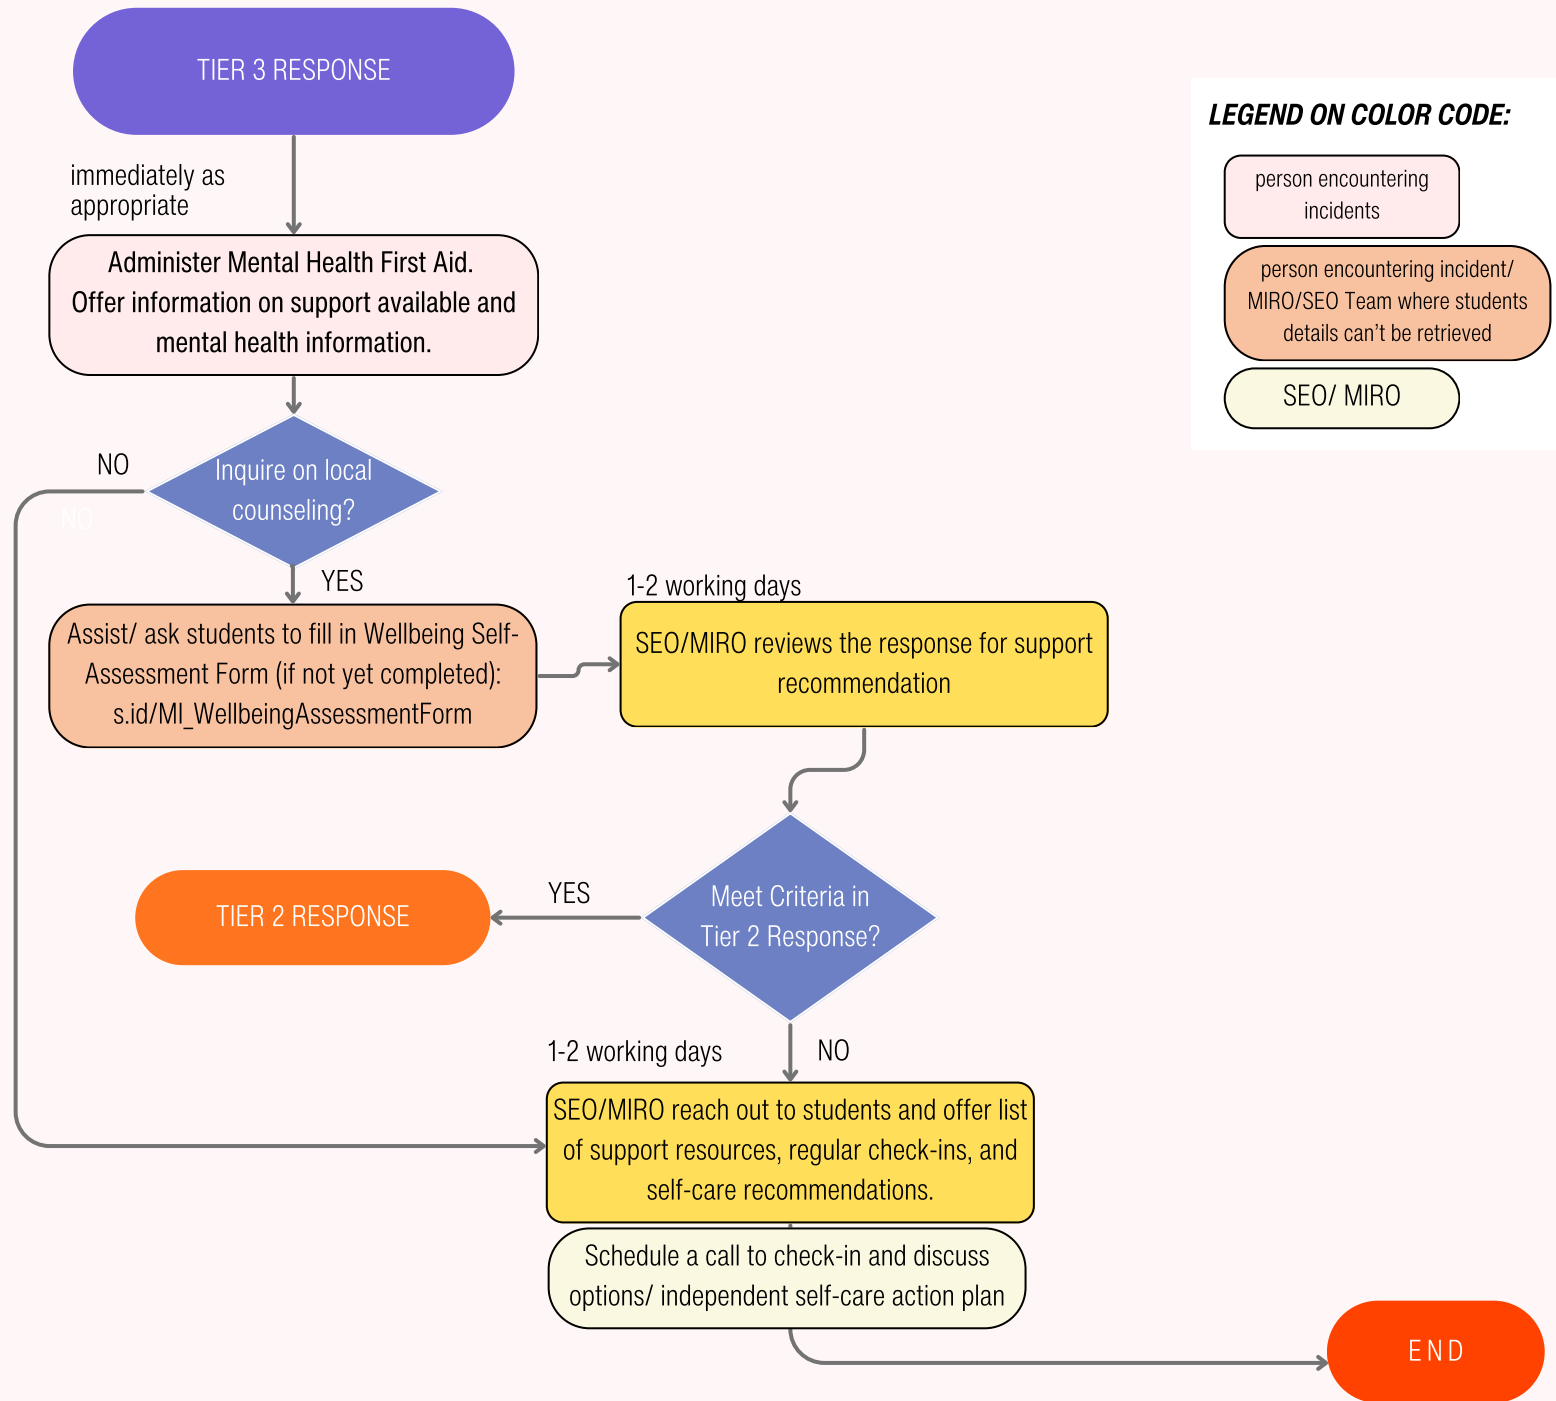 TIER 3 RESPONSE
LEGEND ON COLOR CODE:
person encountering
incidents
person encountering incident/
MIRO/SEO Team where students
details can't be retrieved
SEO/ MIRO
immediately as
appropriate
Administer Mental Health First Aid.
Offer information on support available and
mental health information.
NO
NO
Inquire on local
counseling?
YES
Assist/ ask students to fill in Wellbeing Self-
Assessment Form (if not yet completed):
s.id/MI_WellbeingAssessmentForm
1-2 working days
SEO/MIRO reviews the response for support
recommendation
Meet Criteria in
Tier 2 Response?
YES
TIER 2 RESPONSE
NO
1-2 working days
SEO/MIRO reach out to students and offer list
of support resources, regular check-ins, and
self-care recommendations.
Schedule a call to check-in and discuss
options/ independent self-care action plan
END